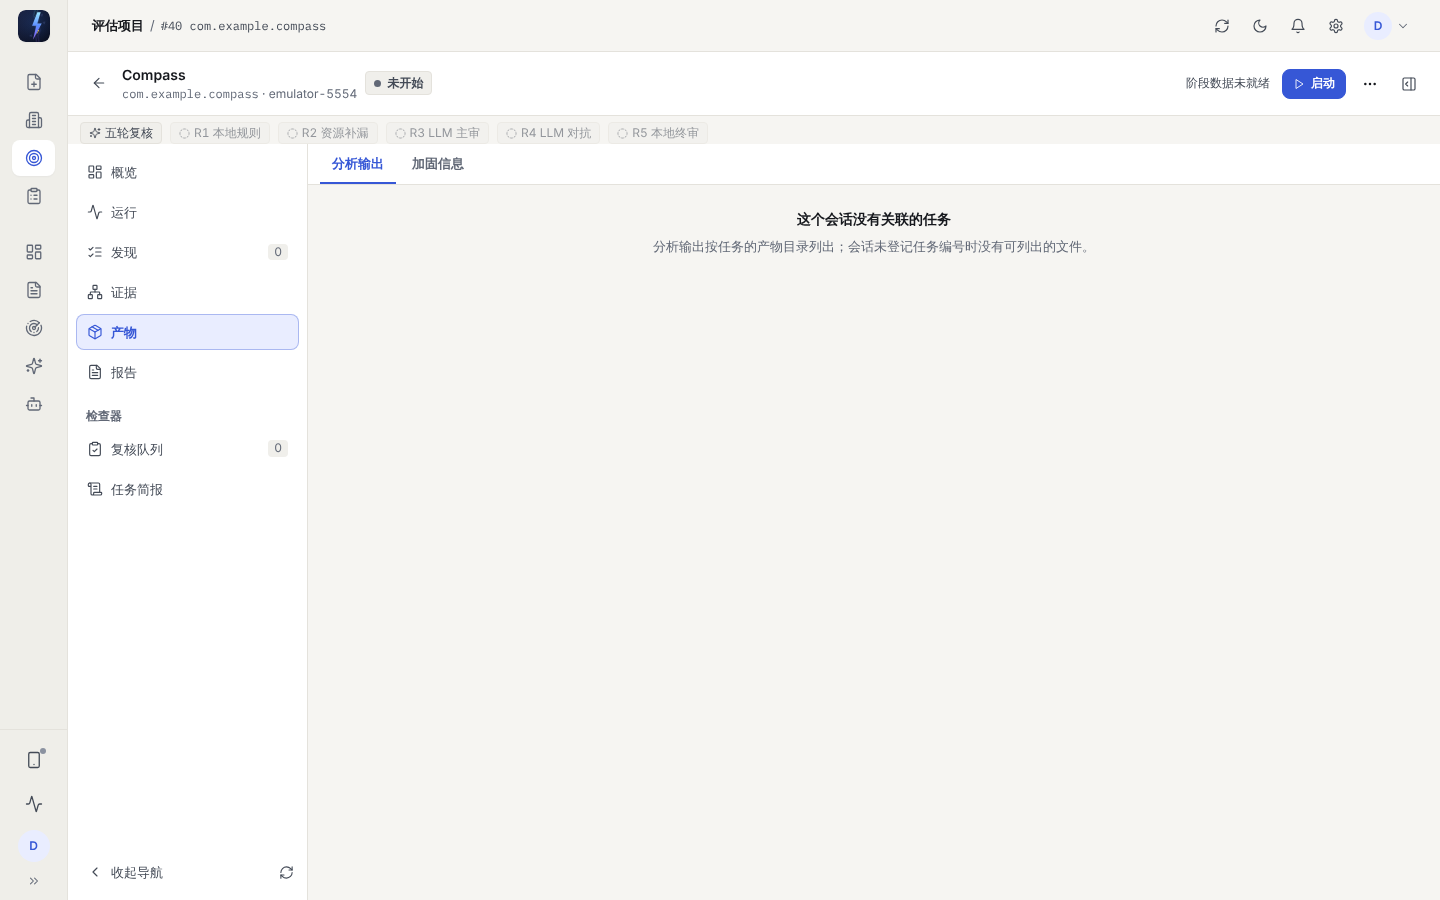 评估项目 / #40 com.example.compass
D
Compass
com.example.compass · emulator-5554
未开始
阶段数据未就绪
启动
五轮复核
R1 本地规则
R2 资源补漏
R3 LLM 主审
R4 LLM 对抗
R5 本地终审
概览
运行
发现 0
证据
产物
报告
检查器
复核队列 0
任务简报
收起导航
分析输出
加固信息
这个会话没有关联的任务
分析输出按任务的产物目录列出；会话未登记任务编号时没有可列出的文件。
D